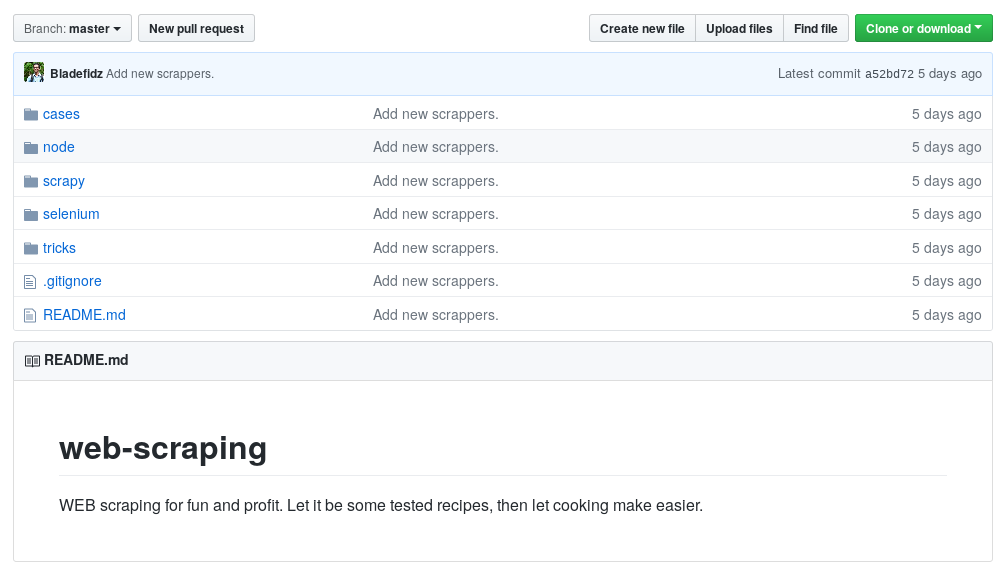 Branch: master New pull request Create new file Upload files Find file Clone or download
Bladefidz Add new scrappers. Latest commit a52bd72 5 days ago
cases Add new scrappers. 5 days ago
node Add new scrappers. 5 days ago
scrapy Add new scrappers. 5 days ago
selenium Add new scrappers. 5 days ago
tricks Add new scrappers. 5 days ago
.gitignore Add new scrappers. 5 days ago
README.md Add new scrappers. 5 days ago
README.md
web-scraping
WEB scraping for fun and profit. Let it be some tested recipes, then let cooking make easier.